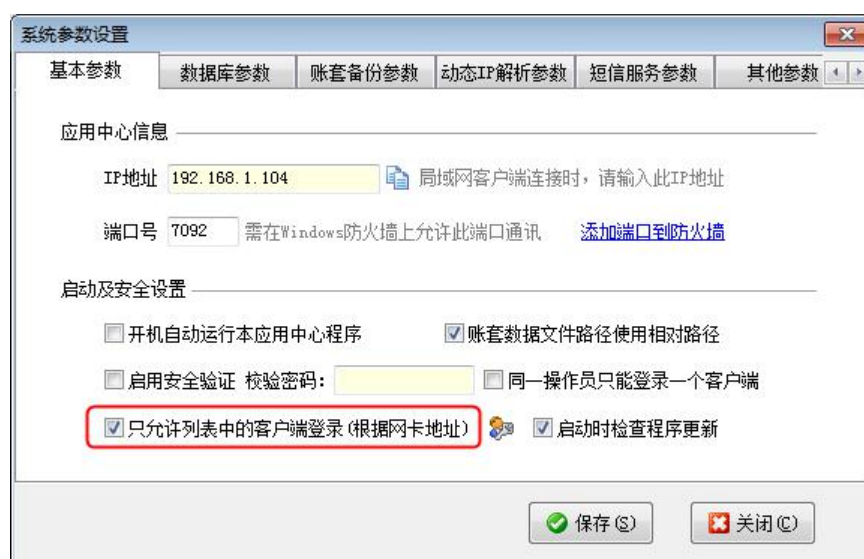 系统参数设置
基本参数 数据库参数 账套备份参数 动态IP解析参数 短信服务参数 其他参数
应用中心信息
IP地址 192.168.1.104 局域网客户端连接时，请输入此IP地址
端口号 7092 需在Windows防火墙上允许此端口通讯 添加端口到防火墙
启动及安全设置
开机自动运行本应用中心程序 账套数据文件路径使用相对路径
启用安全验证 校验密码: 同一操作员只能登录一个客户端
只允许列表中的客户端登录(根据网卡地址) 启动时检查程序更新
保存(S) 关闭(C)